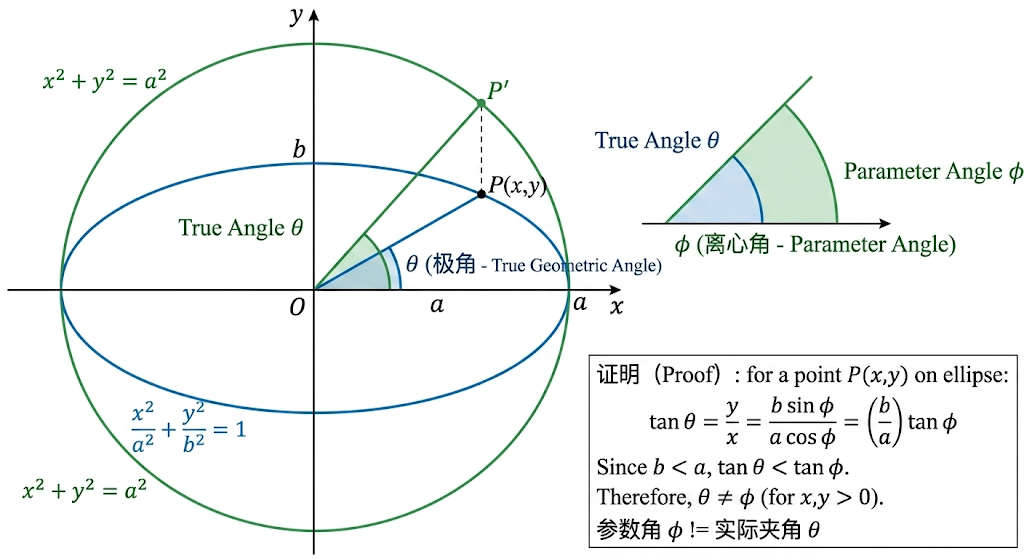 y
x² + y² = a²
P′
b
P(x,y)
True Angle θ
θ (极角 - True Geometric Angle)
O
a
a
x
x²/a² + y²/b² = 1
x² + y² = a²
True Angle θ
Parameter Angle ϕ
ϕ (离心角 - Parameter Angle)
证明（Proof）: for a point P(x,y) on ellipse:
tan θ = y/x = b sin ϕ/a cos ϕ = (b/a) tan ϕ
Since b < a, tan θ < tan ϕ.
Therefore, θ ≠ ϕ (for x,y > 0).
参数角 ϕ != 实际夹角 θ